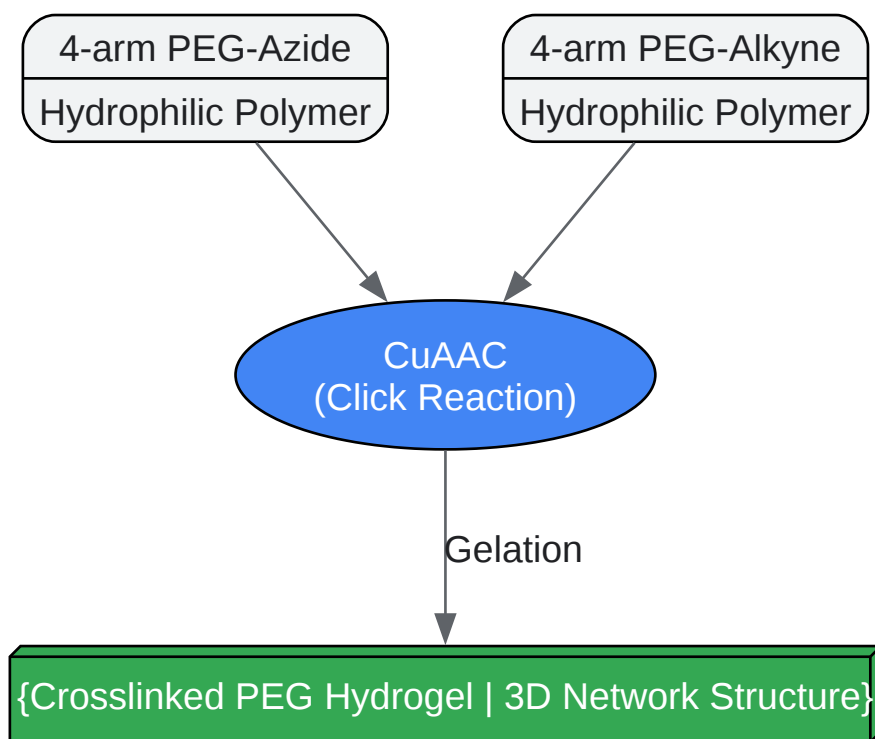 4-arm PEG-Azide
Hydrophilic Polymer
4-arm PEG-Alkyne
Hydrophilic Polymer
CuAAC
(Click Reaction)
Gelation
{Crosslinked PEG Hydrogel | 3D Network Structure}